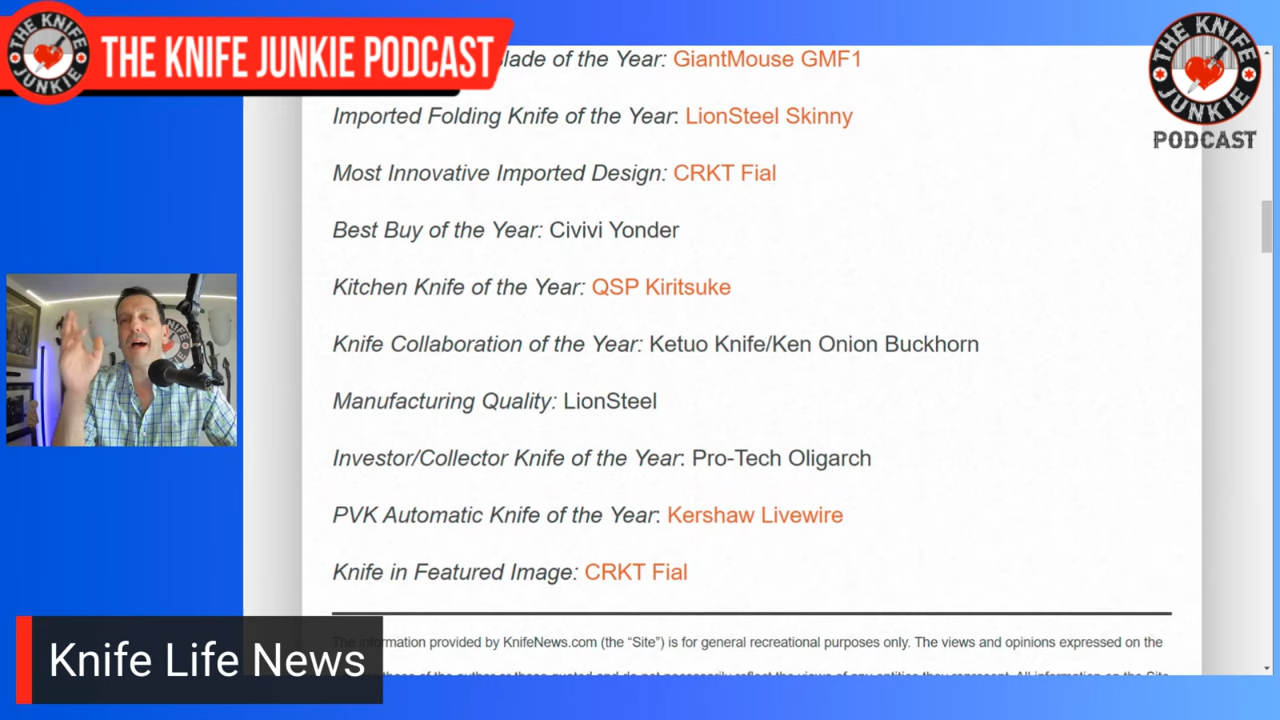 THE KNIFE JUNKIE
THE KNIFE JUNKIE PODCAST
THE KNIFE JUNKIE
PODCAST
lade of the Year: GiantMouse GMF1
Imported Folding Knife of the Year: LionSteel Skinny
Most Innovative Imported Design: CRKT Fial
Best Buy of the Year: Civivi Yonder
Kitchen Knife of the Year: QSP Kiritsuke
Knife Collaboration of the Year: Ketuo Knife/Ken Onion Buckhorn
Manufacturing Quality: LionSteel
Investor/Collector Knife of the Year: Pro-Tech Oligarch
PVK Automatic Knife of the Year: Kershaw Livewire
Knife in Featured Image: CRKT Fial
The information provided by KnifeNews.com (the “Site”) is for general recreational purposes only. The views and opinions expressed on the
Knife Life News